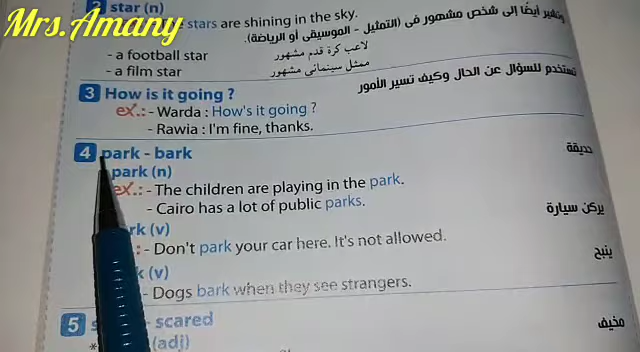 Mrs.Amany
2 star (n)
stars are shining in the sky.
وتشير أيضًا إلى شخص مشهور فى (التمثيل - الموسيقى أو الرياضة).
- a football star لاعب كرة قدم مشهور
- a film star ممثل سينمائى مشهور
3 How is it going ? تستخدم للسؤال عن الحال وكيف تسير الأمور
ex.: - Warda : How's it going ?
- Rawia : I'm fine, thanks.
4 park - bark
park (n) حديقة
ex.: - The children are playing in the park.
- Cairo has a lot of public parks.
rk (v) يركن سيارة
: - Don't park your car here. It's not allowed.
k (v) ينبح
- Dogs bark when they see strangers.
5 s - scared مخيف
* (adj)